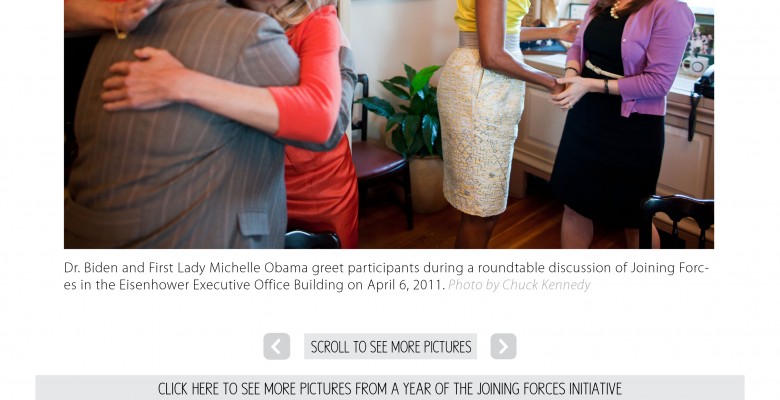 Dr. Biden and First Lady Michelle Obama greet participants during a roundtable discussion of Joining Forc-
es in the Eisenhower Executive Office Building on April 6, 2011. Photo by Chuck Kennedy
SCROLL TO SEE MORE PICTURES
CLICK HERE TO SEE MORE PICTURES FROM A YEAR OF THE JOINING FORCES INITIATIVE